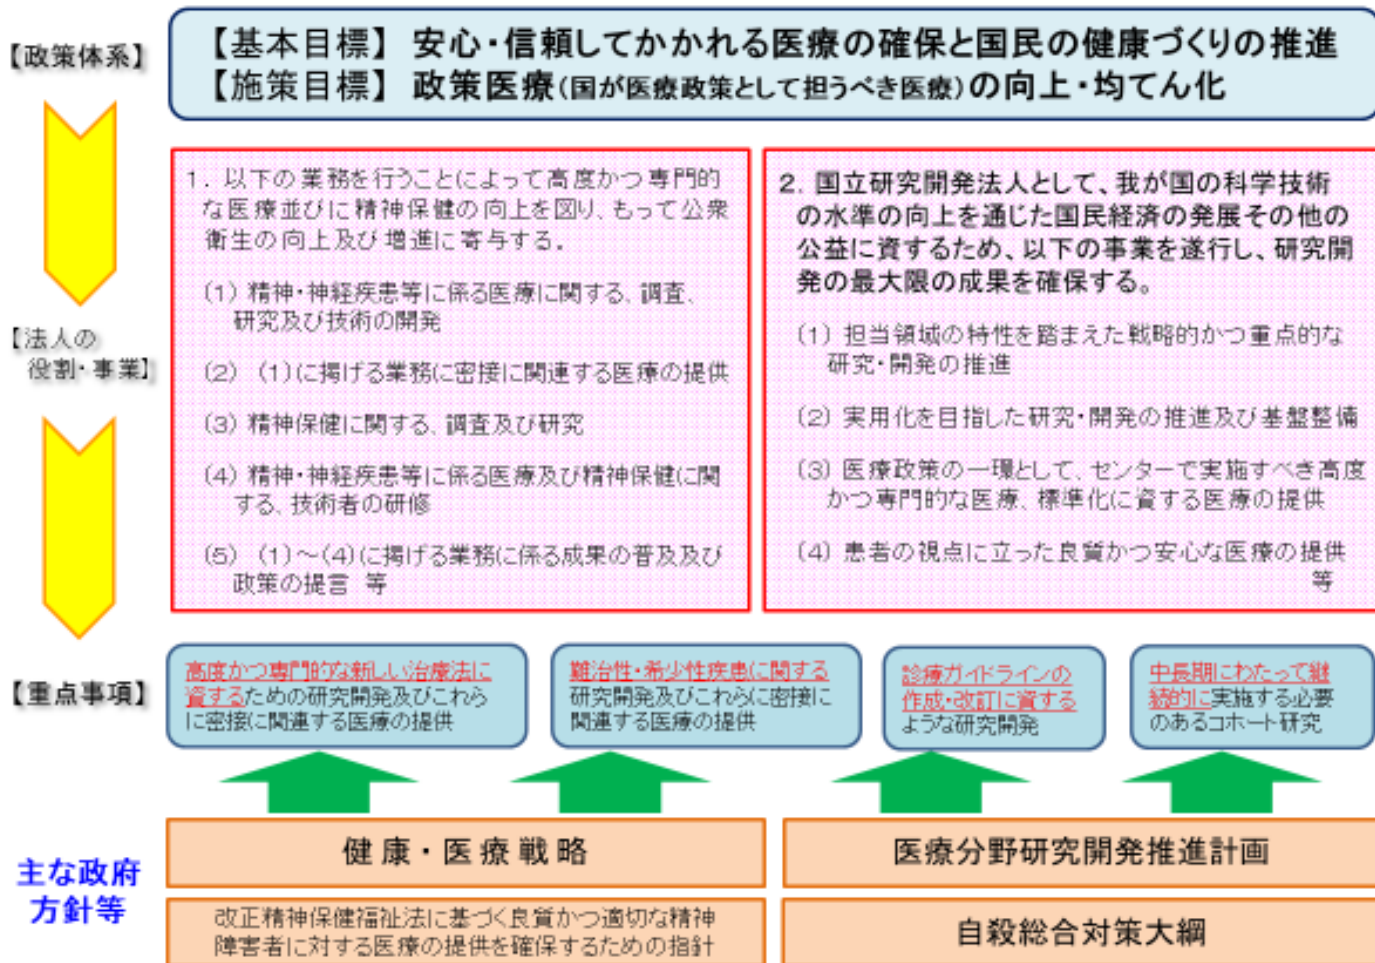 【政策体系】
【基本目標】 安心・信頼してかかれる医療の確保と国民の健康づくりの推進
【施策目標】 政策医療(国が医療政策として担うべき医療)の向上・均てん化
【法人の
役割・事業】
1. 以下の業務を行うことによって高度かつ専門的
な医療並びに精神保健の向上を図り、もって公衆
衛生の向上及び増進に寄与する。
(1) 精神・神経疾患等に係る医療に関する、調査、
研究及び技術の開発
(2) (1)に掲げる業務に密接に関連する医療の提供
(3) 精神保健に関する、調査及び研究
(4) 精神・神経疾患等に係る医療及び精神保健に関
する、技術者の研修
(5) (1)～(4)に掲げる業務に係る成果の普及及び
政策の提言 等
2. 国立研究開発法人として、我が国の科学技術
の水準の向上を通じた国民経済の発展その他の
公益に資するため、以下の事業を遂行し、研究開
発の最大限の成果を確保する。
(1) 担当領域の特性を踏まえた戦略的かつ重点的な
研究・開発の推進
(2) 実用化を目指した研究・開発の推進及び基盤整備
(3) 医療政策の一環として、センターで実施すべき高度
かつ専門的な医療、標準化に資する医療の提供
(4) 患者の視点に立った良質かつ安心な医療の提供
等
【重点事項】
高度かつ専門的な新しい治療法に
資するための研究開発及びこれら
に密接に関連する医療の提供
難治性・希少性疾患に関する
研究開発及びこれらに密接に
関連する医療の提供
診療ガイドラインの
作成・改訂に資する
ような研究開発
中長期にわたって継
続的に実施する必要
のあるコホート研究
主な政府
方針等
健康・医療戦略
医療分野研究開発推進計画
改正精神保健福祉法に基づく良質かつ適切な精神
障害者に対する医療の提供を確保するための指針
自殺総合対策大綱